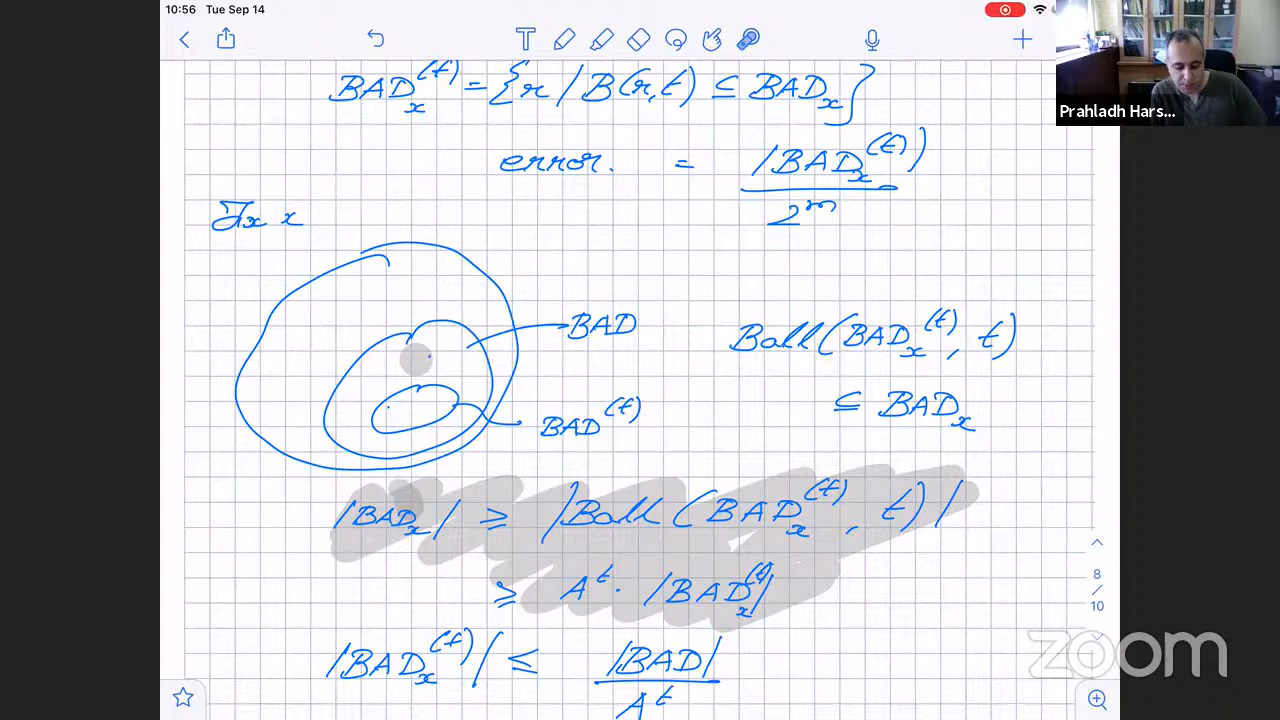 10:56 Tue Sep 14
BAD_x^(t) = {r / B(r,t) ⊆ BAD_x}
Prahladh Hars...
error. = |BAD_x^(t)| / 2^m
Fix x
BAD
Ball(BAD_x^(t), t)
⊆ BAD_x
BAD^(t)
|BAD_x| ≥ |Ball(BAD_x^(t), t)|
≥ A^t · |BAD_x^(t)|
8
/
10
|BAD_x^(t)| ≤ |BAD| / A^t
zoom